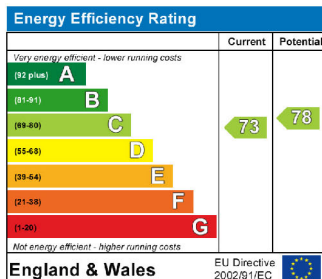 Energy Efficiency Rating
Current Potential
Very energy efficient - lower running costs
(92 plus) A
(81-91) B
(69-80) C
73
78
(55-68) D
(39-54) E
(21-38) F
(1-20) G
Not energy efficient - higher running costs
England & Wales
EU Directive
2002/91/EC